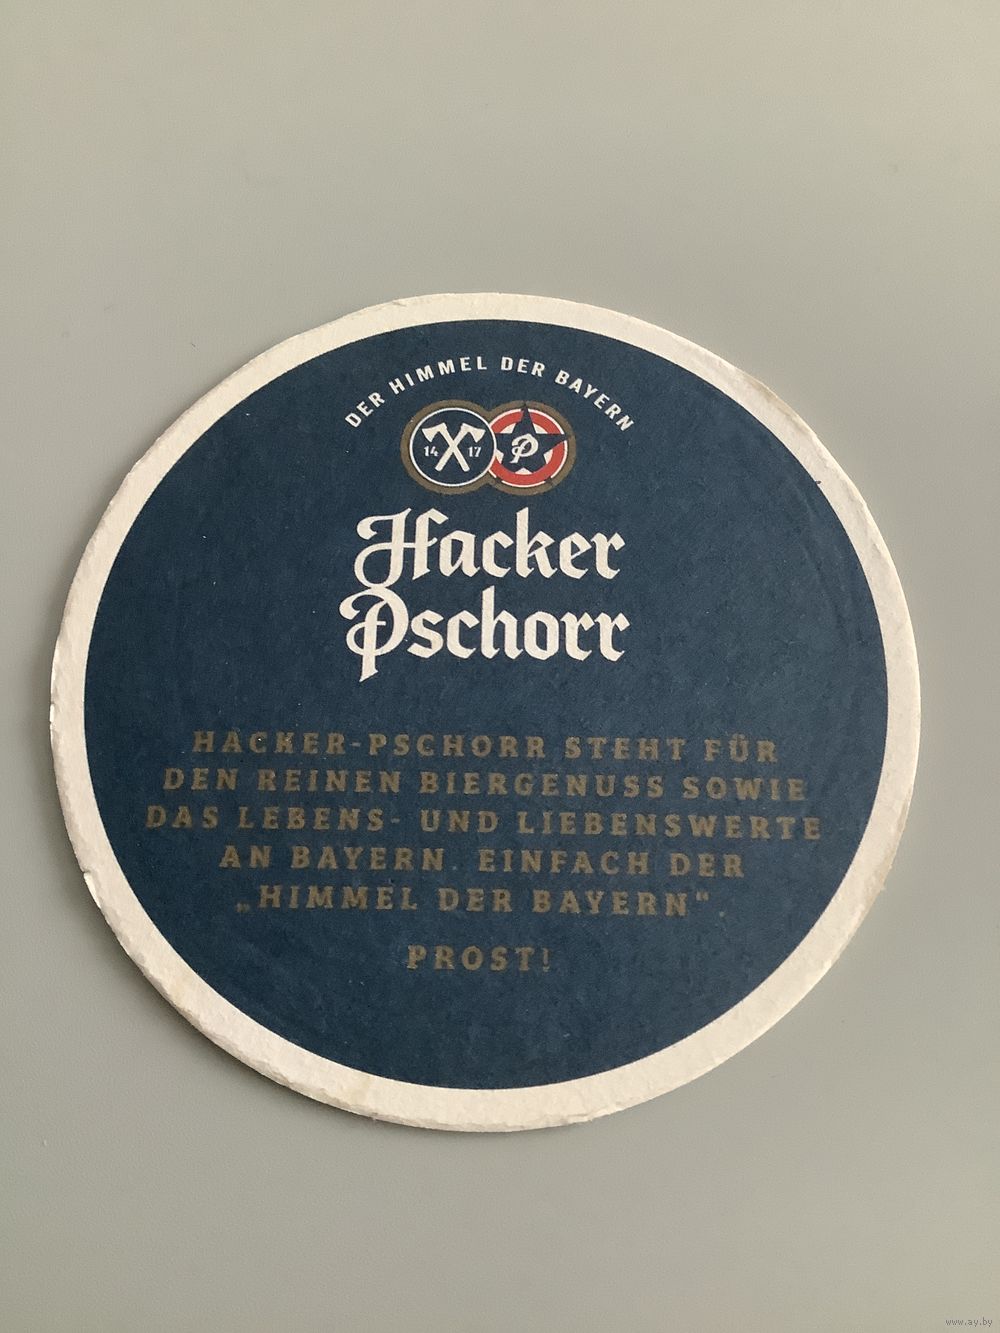 DER HIMMEL DER BAYERN
14 17 P
Hacker
Pschorr
HACKER-PSCHORR STEHT FÜR
DEN REINEN BIERGENUSS SOWIE
DAS LEBENS- UND LIEBENSWERTE
AN BAYERN. EINFACH DER
„HIMMEL DER BAYERN“.
PROST!
www.ay.by